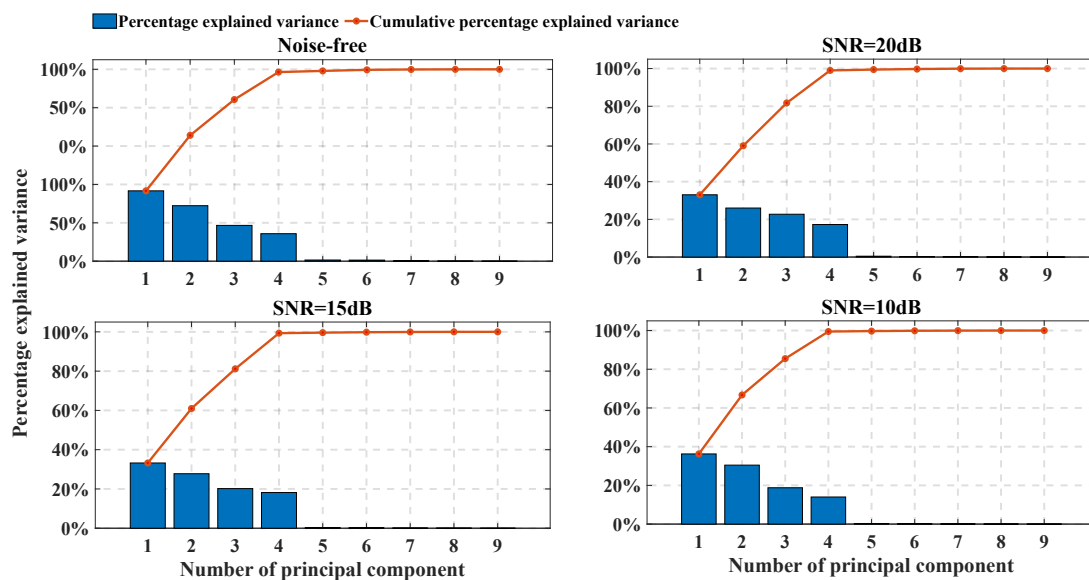 Percentage explained variance Cumulative percentage explained variance
Noise-free
100%
50%
0%
100%
50%
0%
1 2 3 4 5 6 7 8 9
SNR=20dB
100%
80%
60%
40%
20%
0%
1 2 3 4 5 6 7 8 9
Percentage explained variance
SNR=15dB
100%
80%
60%
40%
20%
0%
1 2 3 4 5 6 7 8 9
Number of principal component
SNR=10dB
100%
80%
60%
40%
20%
0%
1 2 3 4 5 6 7 8 9
Number of principal component